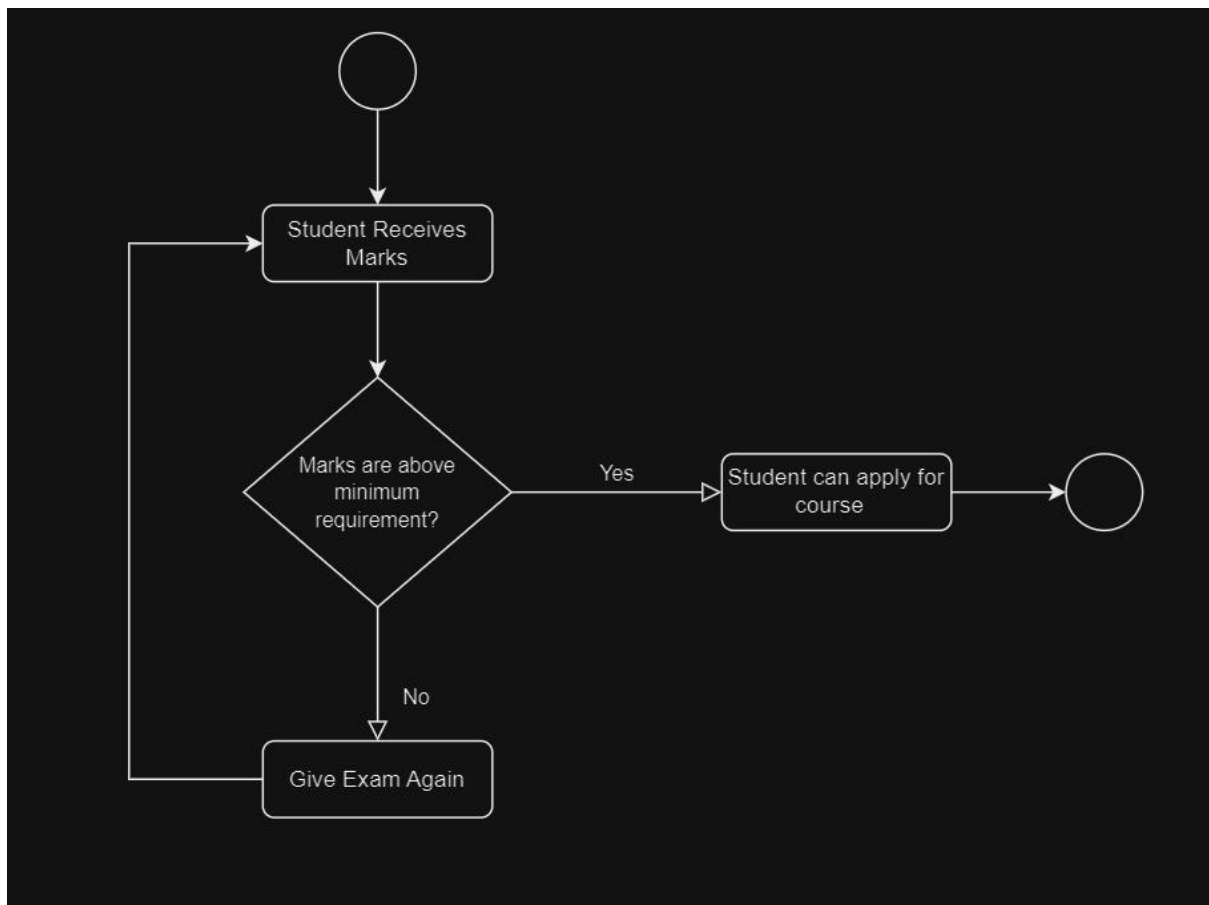 Student Receives
Marks
Marks are above
minimum
requirement?
Yes
Student can apply for
course
No
Give Exam Again